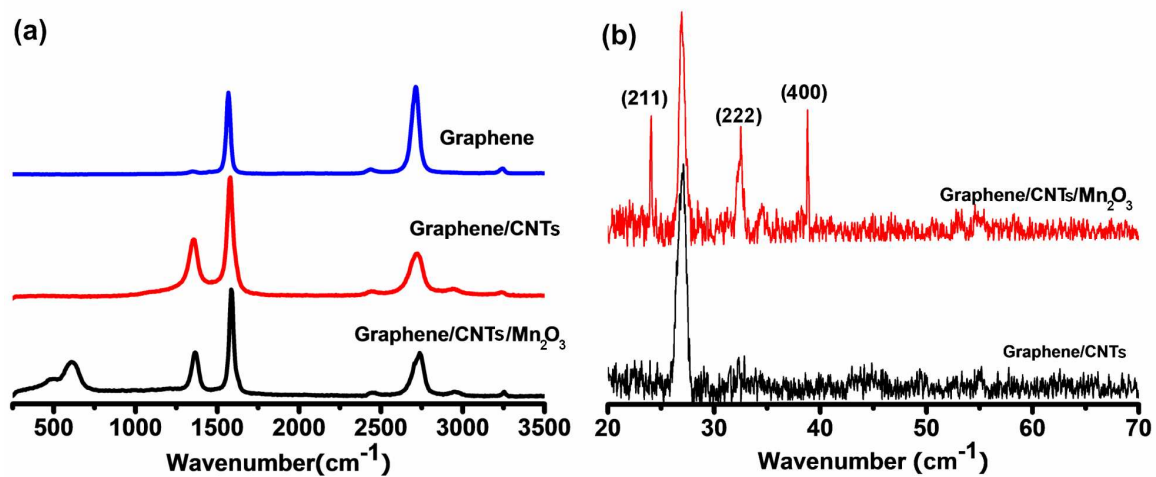 (a)
Graphene
Graphene/CNTs
Graphene/CNTs/Mn₂O₃
500 1000 1500 2000 2500 3000 3500
Wavenumber(cm⁻¹)
(b)
(211)
(222)
(400)
Graphene/CNTs/Mn₂O₃
Graphene/CNTs
20 30 40 50 60 70
Wavenumber (cm⁻¹)